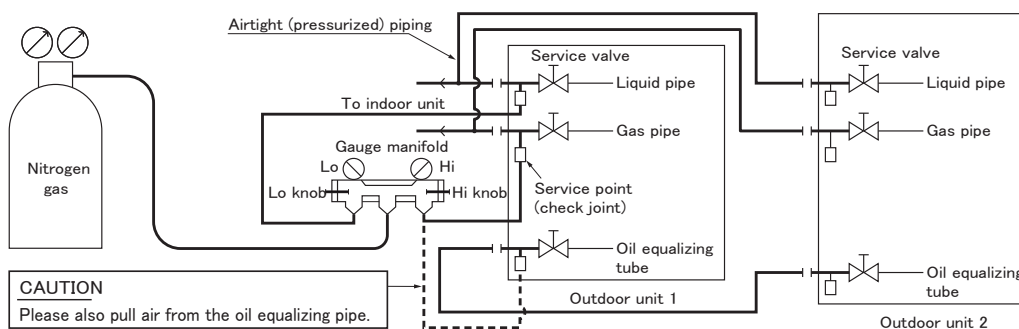 Airtight (pressurized) piping
Service valve
Service valve
Liquid pipe
Liquid pipe
To indoor unit
Gas pipe
Gas pipe
Gauge manifold
Lo
Hi
Nitrogen
gas
Lo knob
Hi knob
Service point
(check joint)
Oil equalizing
tube
Oil equalizing
tube
CAUTION
Please also pull air from the oil equalizing pipe.
Outdoor unit 1
Outdoor unit 2